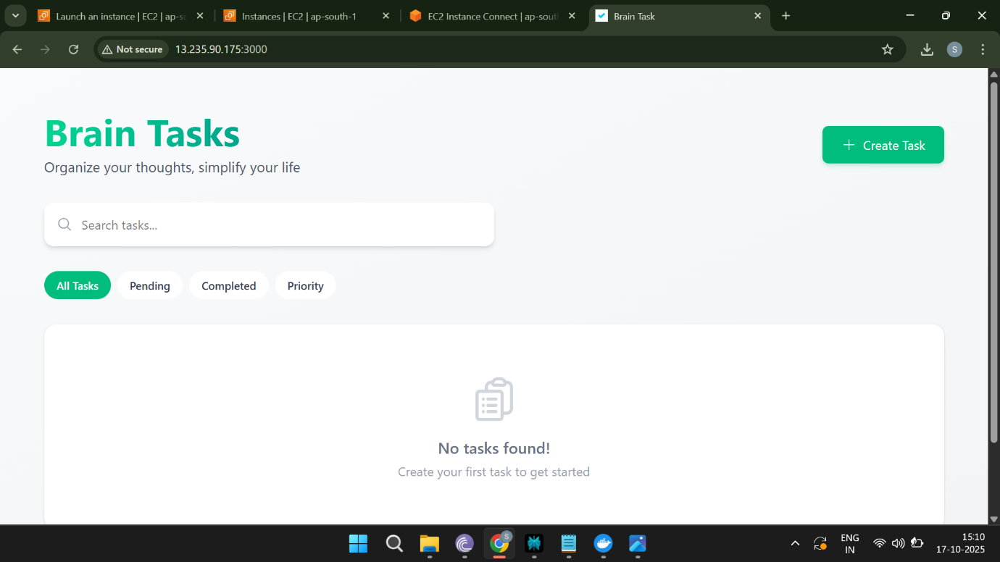 Launch an instance | EC2 | ap-so
Instances | EC2 | ap-south-1
EC2 Instance Connect | ap-sout
Brain Task
Not secure
13.235.90.175:3000
S
Brain Tasks
Organize your thoughts, simplify your life
Create Task
Search tasks...
All Tasks
Pending
Completed
Priority
No tasks found!
Create your first task to get started
S
ENG
IN
15:10
17-10-2025